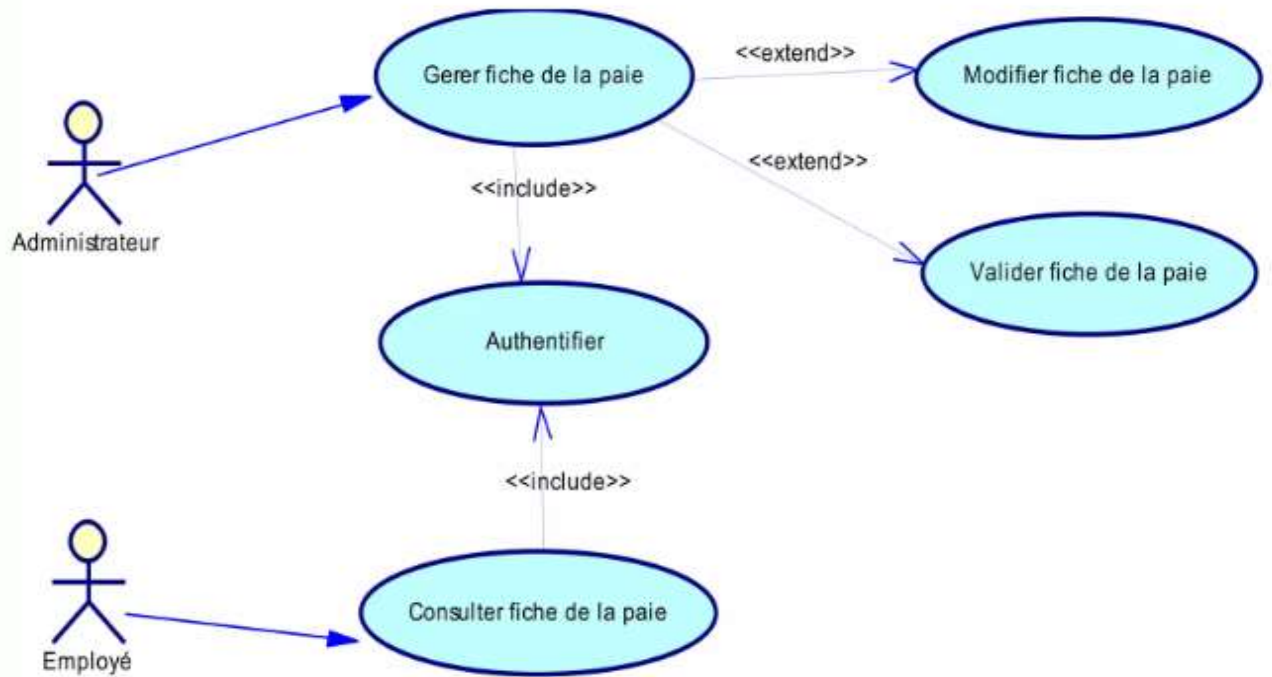 Gerer fiche de la paie
<<extend>>
Modifier fiche de la paie
<<extend>>
<<include>>
Administrateur
Valider fiche de la paie
Authentifier
<<include>>
Consulter fiche de la paie
Employé